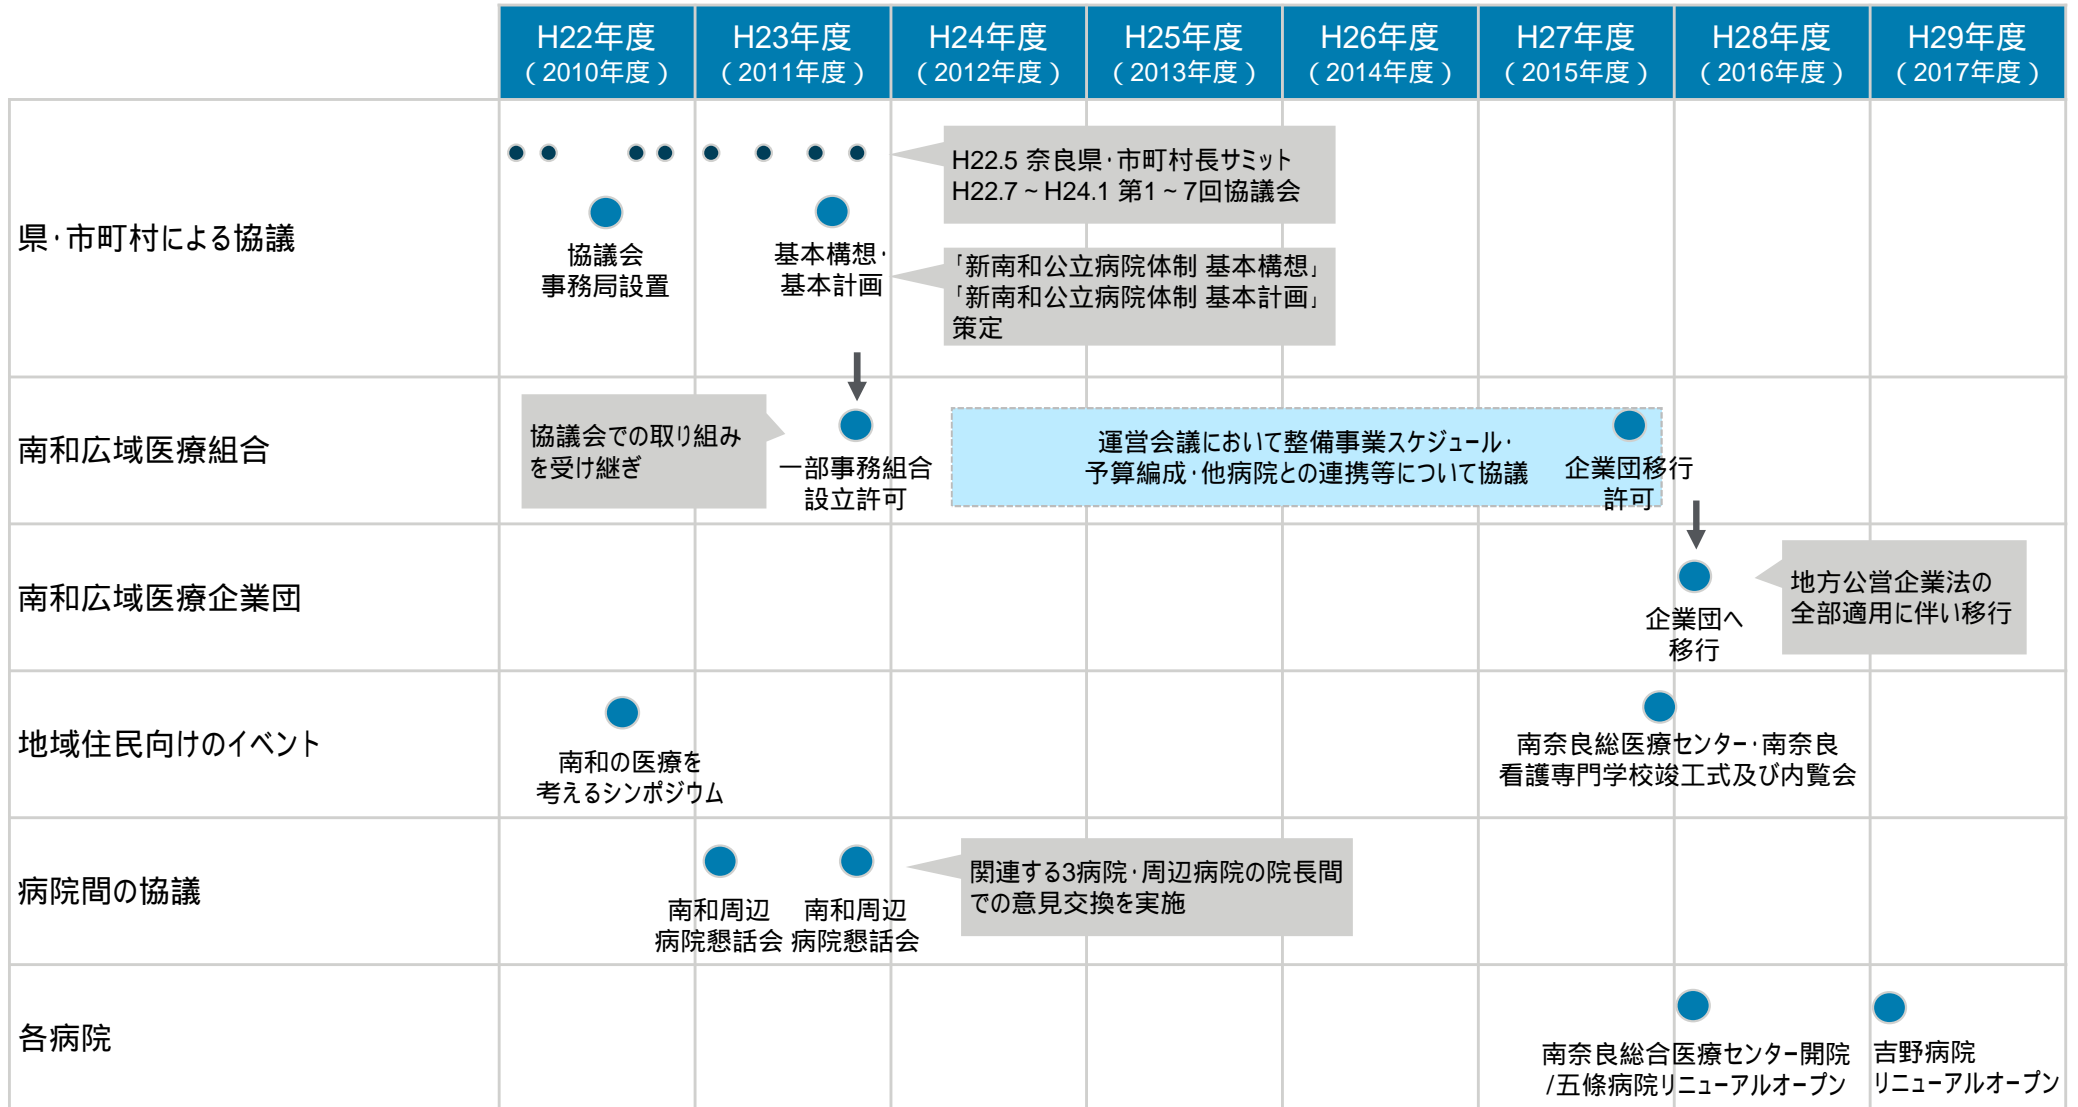 H22年度
（2010年度）
H23年度
（2011年度）
H24年度
（2012年度）
H25年度
（2013年度）
H26年度
（2014年度）
H27年度
（2015年度）
H28年度
（2016年度）
H29年度
（2017年度）
県・市町村による協議
協議会
事務局設置
基本構想・
基本計画
H22.5 奈良県・市町村長サミット
H22.7～H24.1 第1～7回協議会
「新南和公立病院体制 基本構想」
「新南和公立病院体制 基本計画」
策定
南和広域医療組合
協議会での取り組み
を受け継ぎ
一部事務組合
設立許可
運営会議において整備事業スケジュール・
予算編成・他病院との連携等について協議
企業団移行
許可
南和広域医療企業団
企業団へ
移行
地方公営企業法の
全部適用に伴い移行
地域住民向けのイベント
南和の医療を
考えるシンポジウム
南奈良総医療センター・南奈良
看護専門学校竣工式及び内覧会
病院間の協議
南和周辺
病院懇話会
南和周辺
病院懇話会
関連する3病院・周辺病院の院長間
での意見交換を実施
各病院
南奈良総合医療センター開院
/五條病院リニューアルオープン
吉野病院
リニューアルオープン